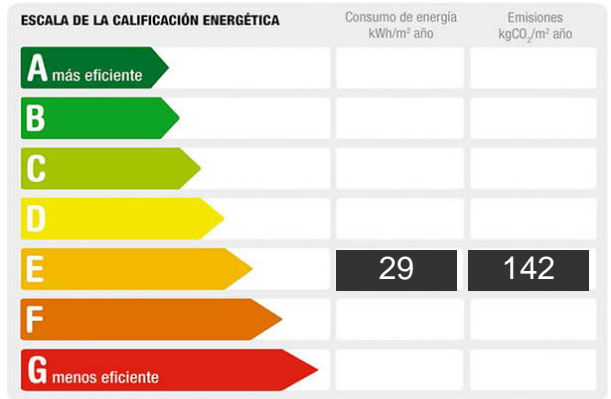 ESCALA DE LA CALIFICACIÓN ENERGÉTICA
Consumo de energía
kWh/m² año
Emisiones
kgCO₂/m² año
A más eficiente
B
C
D
E 29 142
F
G menos eficiente